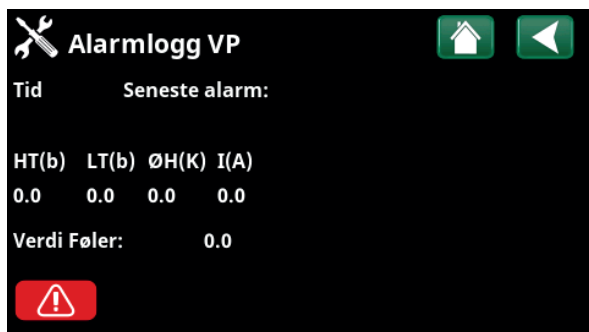 Alarmlogg VP
Tid Seneste alarm:
HT(b) LT(b) ØH(K) I(A)
0.0 0.0 0.0 0.0
Verdi Føler: 0.0